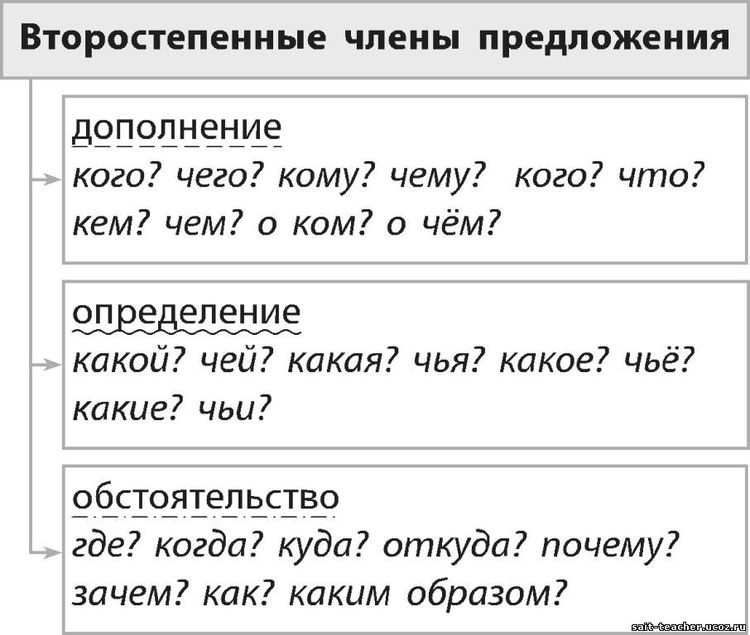 Второстепенные члены предложения
дополнение
кого? чего? кому? чему? кого? что?
кем? чем? о ком? о чём?
определение
какой? чей? какая? чья? какое? чьё?
какие? чьи?
обстоятельство
где? когда? куда? откуда? почему?
зачем? как? каким образом?
sait-teacher.ucoz.ru